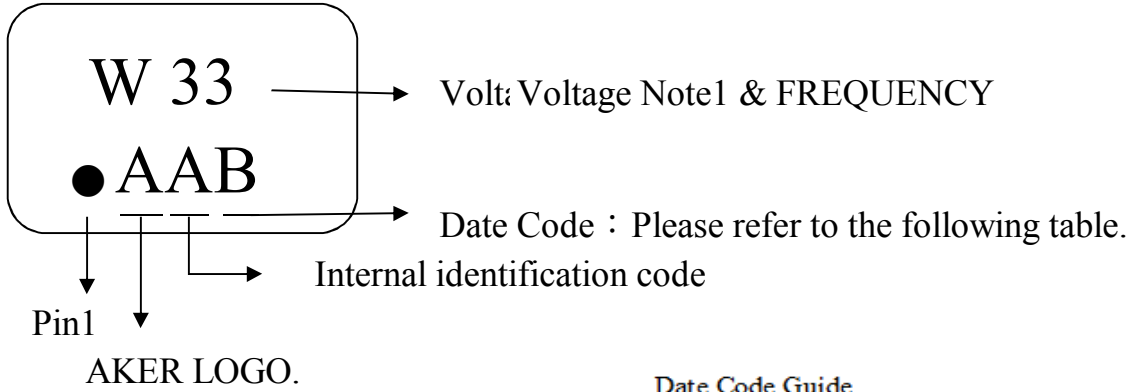 W 33
Volta Voltage Note1 & FREQUENCY
AAB
Date Code：Please refer to the following table.
Internal identification code
Pin1
AKER LOGO.
Date Code Guide